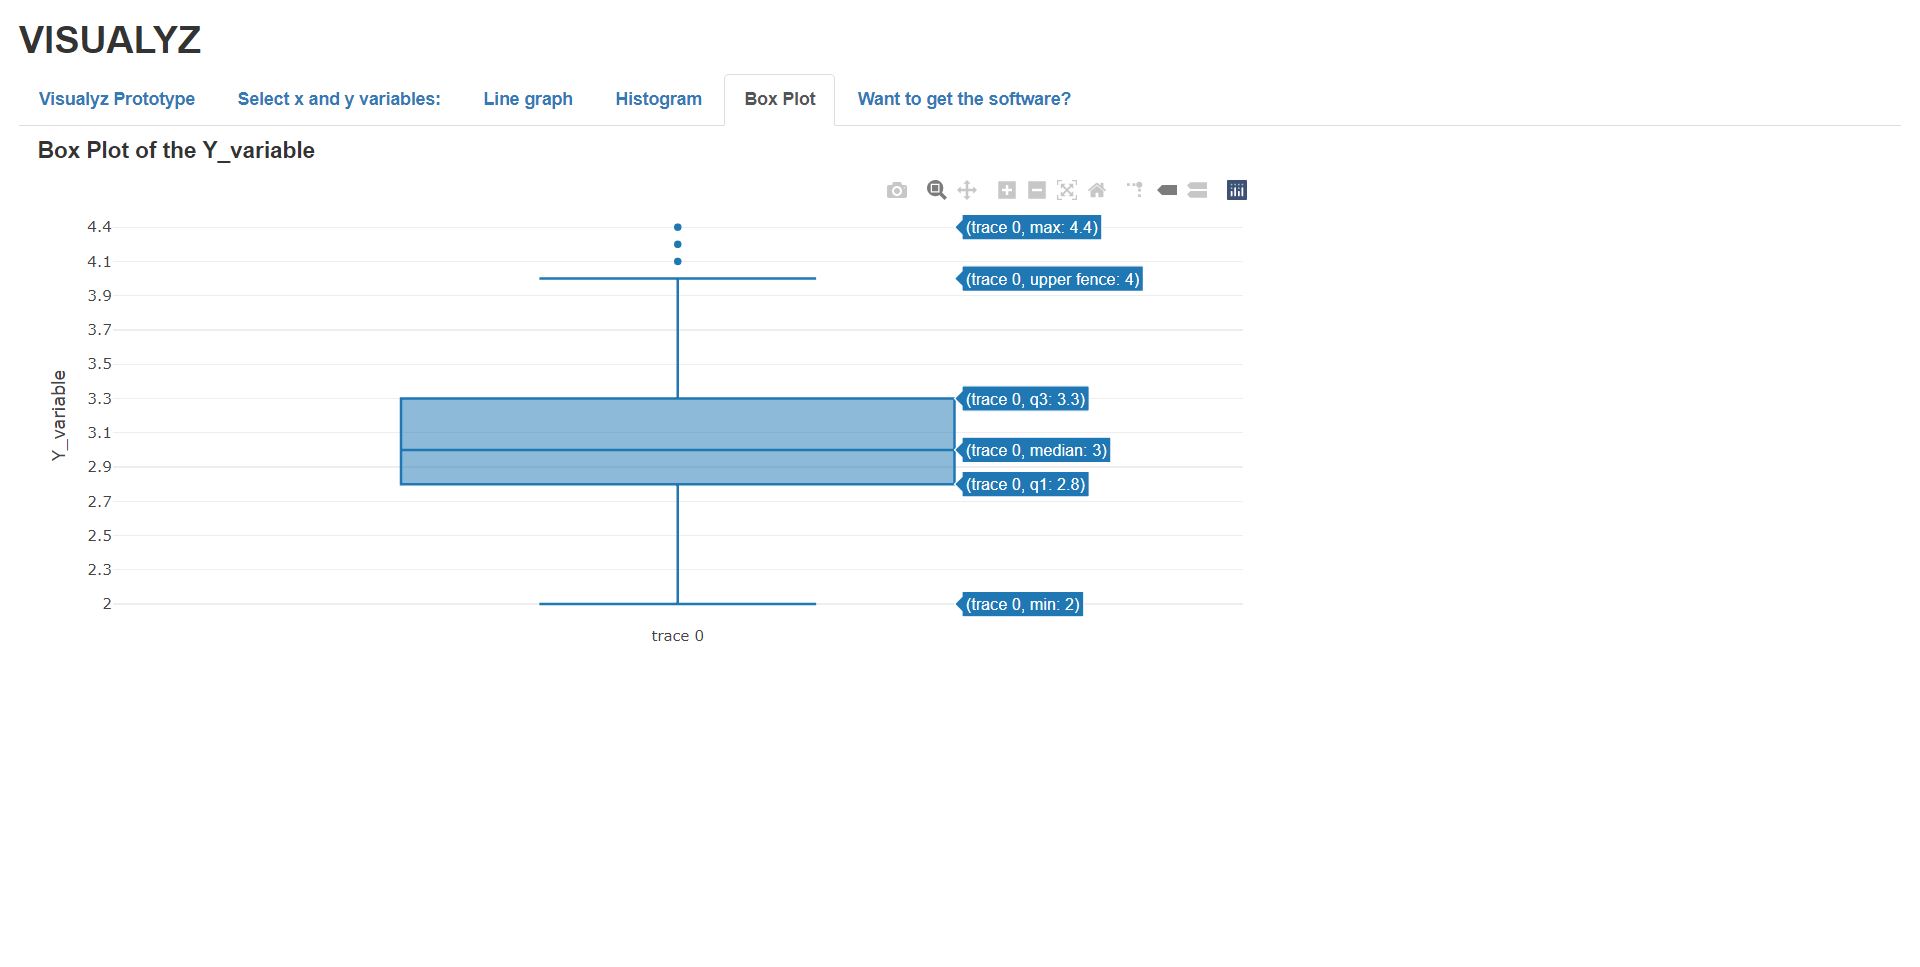 VISUALYZ
Visualyz Prototype Select x and y variables: Line graph Histogram Box Plot Want to get the software?
Box Plot of the Y_variable
4.4
4.1
3.9
3.7
3.5
3.3
3.1
2.9
2.7
2.5
2.3
2
Y_variable
(trace 0, max: 4.4)
(trace 0, upper fence: 4)
(trace 0, q3: 3.3)
(trace 0, median: 3)
(trace 0, q1: 2.8)
(trace 0, min: 2)
trace 0